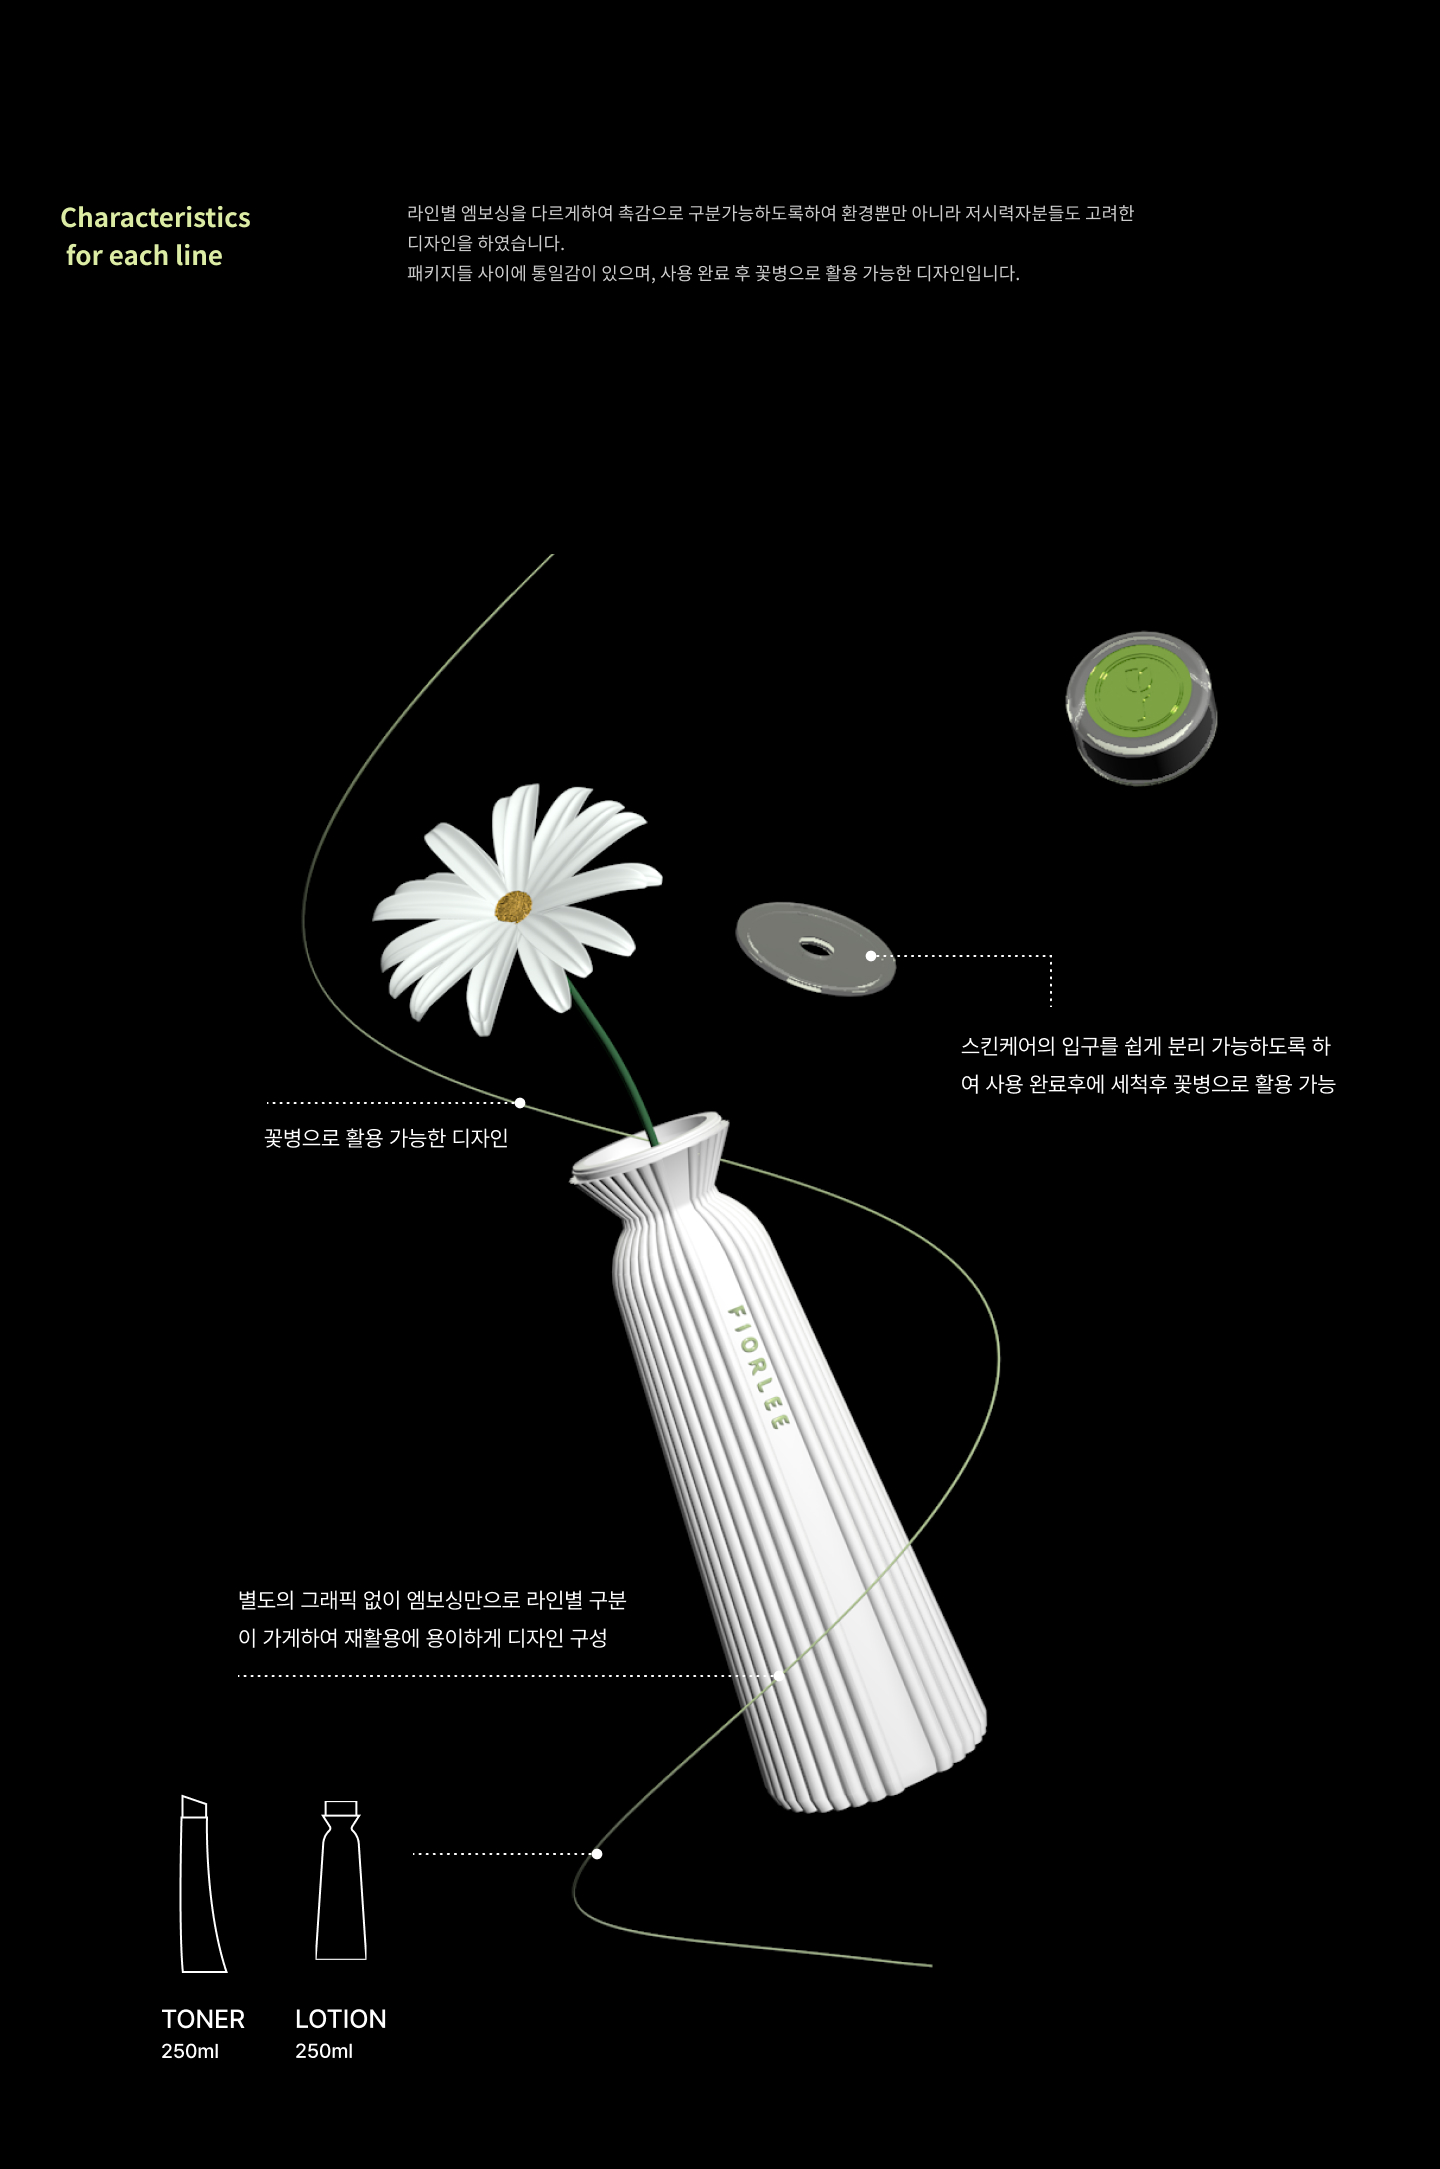 Characteristics
for each line
라인별 엠보싱을 다르게하여 촉감으로 구분가능하도록하여 환경뿐만 아니라 저시력자분들도 고려한
디자인을 하였습니다.
패키지들 사이에 통일감이 있으며, 사용 완료 후 꽃병으로 활용 가능한 디자인입니다.
스킨케어의 입구를 쉽게 분리 가능하도록 하
여 사용 완료후에 세척후 꽃병으로 활용 가능
꽃병으로 활용 가능한 디자인
FIORLEE
별도의 그래픽 없이 엠보싱만으로 라인별 구분
이 가게하여 재활용에 용이하게 디자인 구성
TONER
250ml
LOTION
250ml